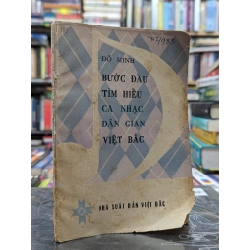 ĐỖ MINH
BƯỚC ĐẦU
TÌM HIỂU
CA NHẠC
DÂN GIAN
VIỆT BẮC
NHÀ XUẤT BẢN VIỆT BẮC